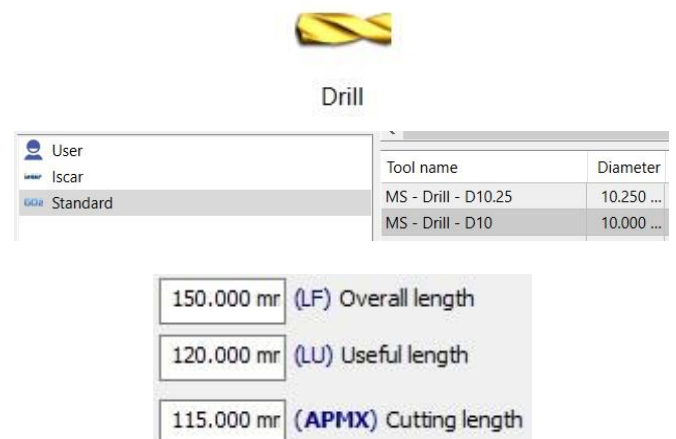 Drill
User
Iscar
Standard
Tool name Diameter
MS - Drill - D10.25 10.250 ...
MS - Drill - D10 10.000 ...
150.000 mr (LF) Overall length
120.000 mr (LU) Useful length
115.000 mr (APMX) Cutting length